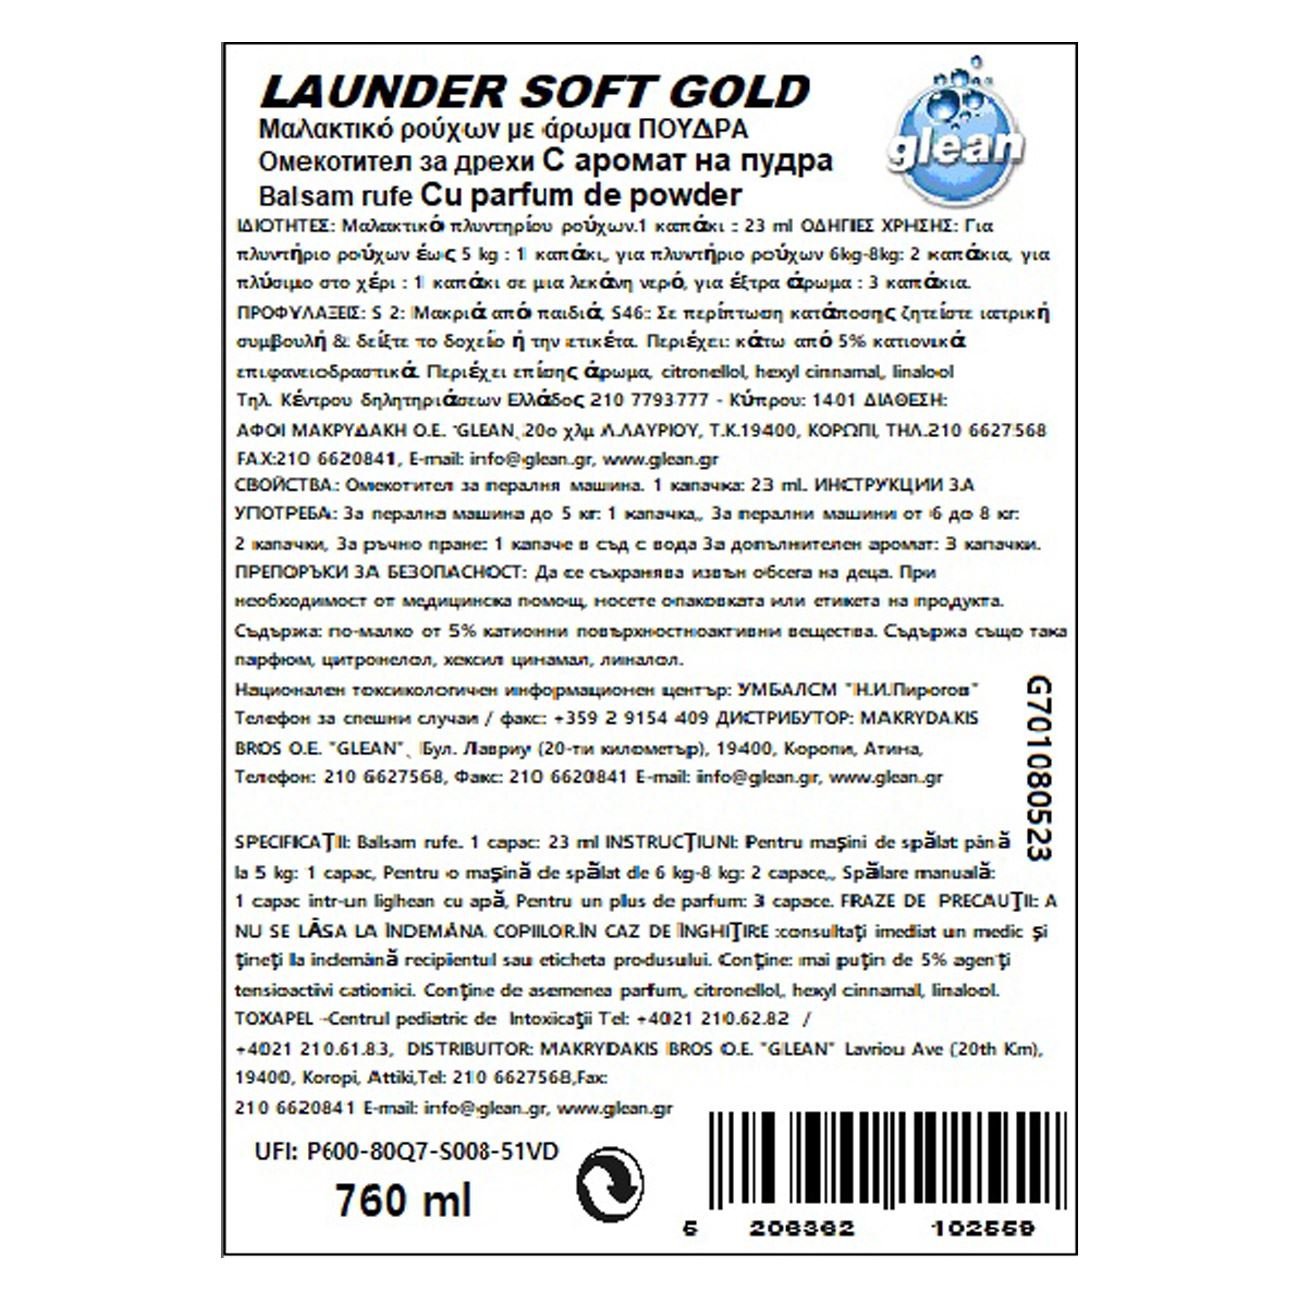 LAUNDER SOFT GOLD
glean
Μαλακτικό ρούχων με άρωμα ΠΟΥΔΡΑ
Омекотител за дрехи С аромат на пудра
Balsam rufe Cu parfum de powder
ΙΔΙΟΤΗΤΕΣ: Μαλακτικό πλυντηρίου ρούχων.1 καπάκι : 23 ml ΟΔΗΓΙΕΣ ΧΡΗΣΗΣ: Για
πλυντήριο ρούχων έως 5 kg : 1 καπάκι,, για πλυντήριο ρούχων 6kg-8kg: 2 καπάκια, για
πλύσιμο στο χέρι : 1 καπάκι σε μια λεκάνη νερό, για έξτρα άρωμα : 3 καπάκια.
ΠΡΟΦΥΛΑΞΕΙΣ: S 2: Μακριά από παιδιά, S46:: Σε περίπτωση κατάποσης ζητείστε ιατρική
συμβουλή & δείξτε το δοχείο ή την ετικέτα. Περιέχει: κάτω από 5% κατιονικά
επιφανειοδραστικά. Περιέχει επίσης άρωμα, citronellol, hexyl cinnamal, linalool
Τηλ. Κέντρου δηλητηριάσεων Ελλάδος 210 7793777 - Κύπρου: 1401 ΔΙΑΘΕΣΗ:
ΑΦΟΙ ΜΑΚΡΥΔΑΚΗ Ο.Ε. "GLEAN, 20ο χλμ Λ.ΛΑΥΡΙΟΥ, Τ.Κ.19400, ΚΟΡΩΠΙ, ΤΗΛ.210 6627568
FAX:210 6620841, E-mail: info@glean.gr, www.glean.gr
СВОЙСТВА: Омекотител за пералня машина. 1 капачка: 23 ml. ИНСТРУКЦИИ ЗА
УПОТРЕБА: За перална машина до 5 кг: 1 капачка,, За перални машини от 6 до 8 кг:
2 капачки, За ръчно пране: 1 капаче в съд с вода За допълнителен аромат: 3 капачки.
ПРЕПОРЪКИ ЗА БЕЗОПАСНОСТ: Да се съхранява извън обсега на деца. При
необходимост от медицинска помощ, носете опаковката или етикета на продукта.
Съдържа: по-малко от 5% катионни повърхностноактивни вещества. Съдържа също така
парфюм, цитронелол, хексил цинамал, линалол.
Национален токсикологичен информационен център: УМБАЛСМ "Н.И.Пирогов"
Телефон за спешни случаи / факс: +359 2 9154 409 ДИСТРИБУТОР: MAKRYDAKIS
BROS O.E. "GLEAN", Бул. Лавриу (20-ти километър), 19400, Коропи, Атина,
Телефон: 210 6627568, Факс: 210 6620841 E-mail: info@glean.gr, www.glean.gr
G701080523
SPECIFICAȚII: Balsam rufe. 1 capac: 23 ml INSTRUCȚIUNI: Pentru mașini de spălat până
la 5 kg: 1 capac, Pentru o mașină de spălat de 6 kg-8 kg: 2 capace,, Spălare manuală:
1 capac intr-un lighean cu apă, Pentru un plus de parfum: 3 capace. FRAZE DE PRECAUȚII: A
NU SE LĂSA LA ÎNDEMÂNA COPIILOR.ÎN CAZ DE ÎNGHIȚIRE :consultați imediat un medic și
țineți la indemână recipientul sau eticheta produsului. Conține: mai puțin de 5% agenți
tensioactivi cationici. Conține de asemenea parfum, citronellol, hexyl cinnamal, linalool.
TOXAPEL -Centrul pediatric de Intoxicații Tel: +4021 210.62.82 /
+4021 210.61.83, DISTRIBUITOR: MAKRYDAKIS BROS O.E. "GLEAN" Lavriou Ave (20th Km),
19400, Koropi, Attiki,Tel: 210 6627568,Fax:
210 6620841 E-mail: info@glean.gr, www.glean.gr
UFI: P600-80Q7-S008-51VD
760 ml
5 206362 102559